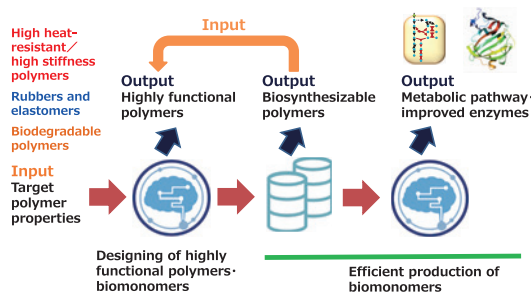 High heat-
resistant／
high stiffness
polymers
Rubbers and
elastomers
Biodegradable
polymers
Input
Target
polymer
properties
Input
Output
Highly functional
polymers
Output
Biosynthesizable
polymers
Output
Metabolic pathway・
improved enzymes
Designing of highly
functional polymers・
biomonomers
Efficient production of
biomonomers